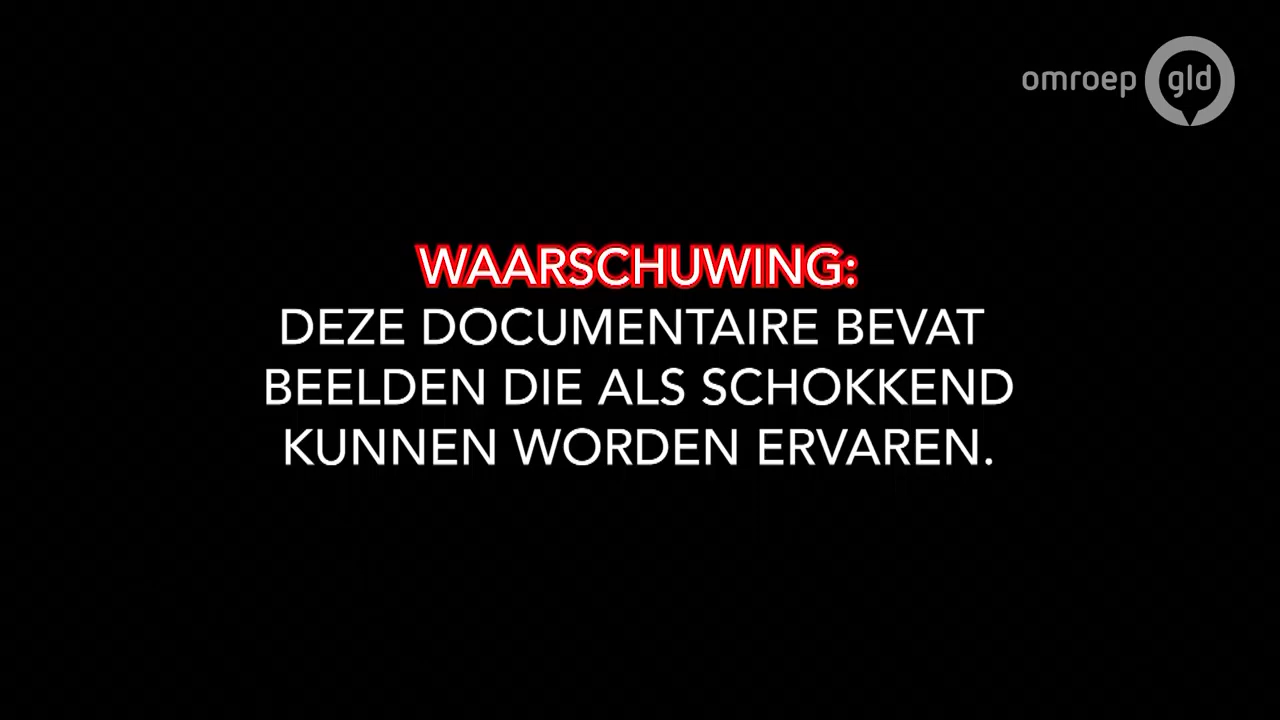 omroep gld
WAARSCHUWING:
DEZE DOCUMENTAIRE BEVAT
BEELDEN DIE ALS SCHOKKEND
KUNNEN WORDEN ERVAREN.